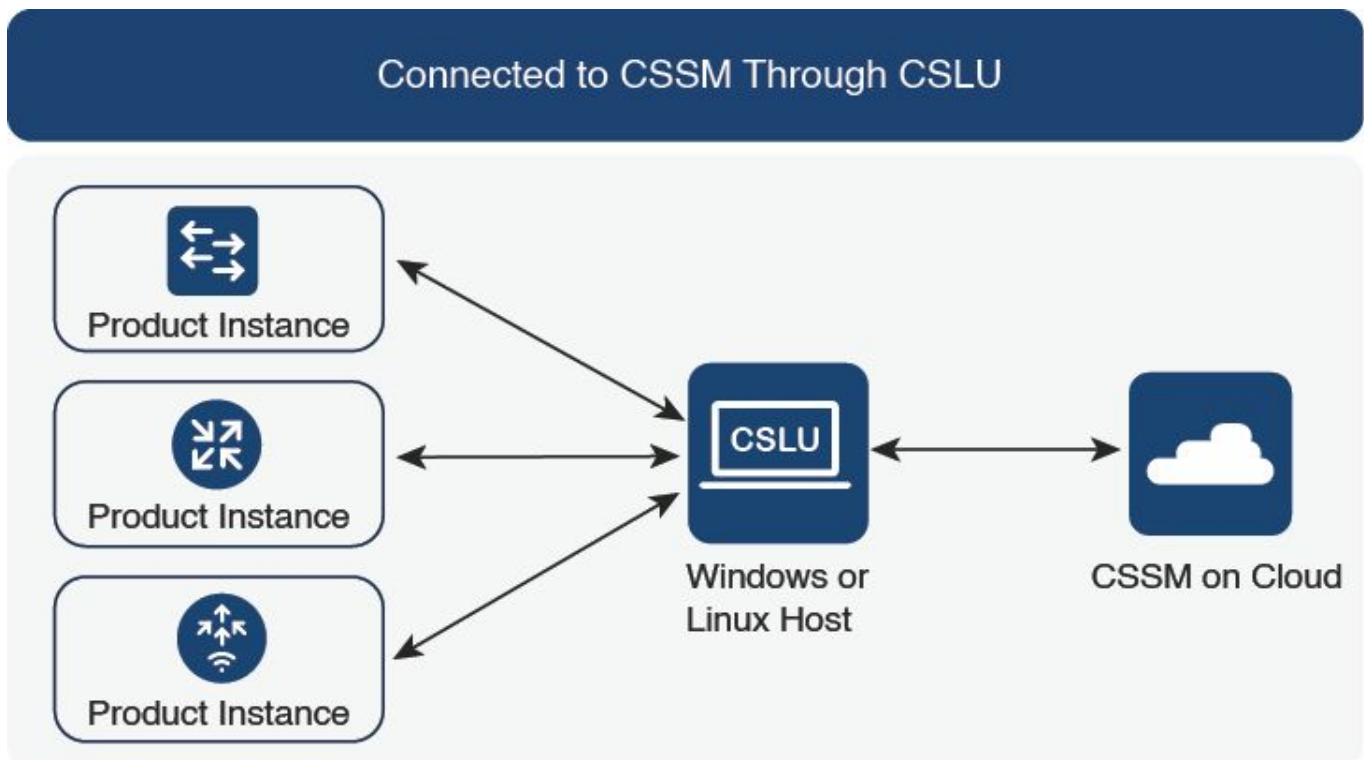 Connected to CSSM Through CSLU
Product Instance
Product Instance
Product Instance
CSLU
Windows or
Linux Host
CSSM on Cloud